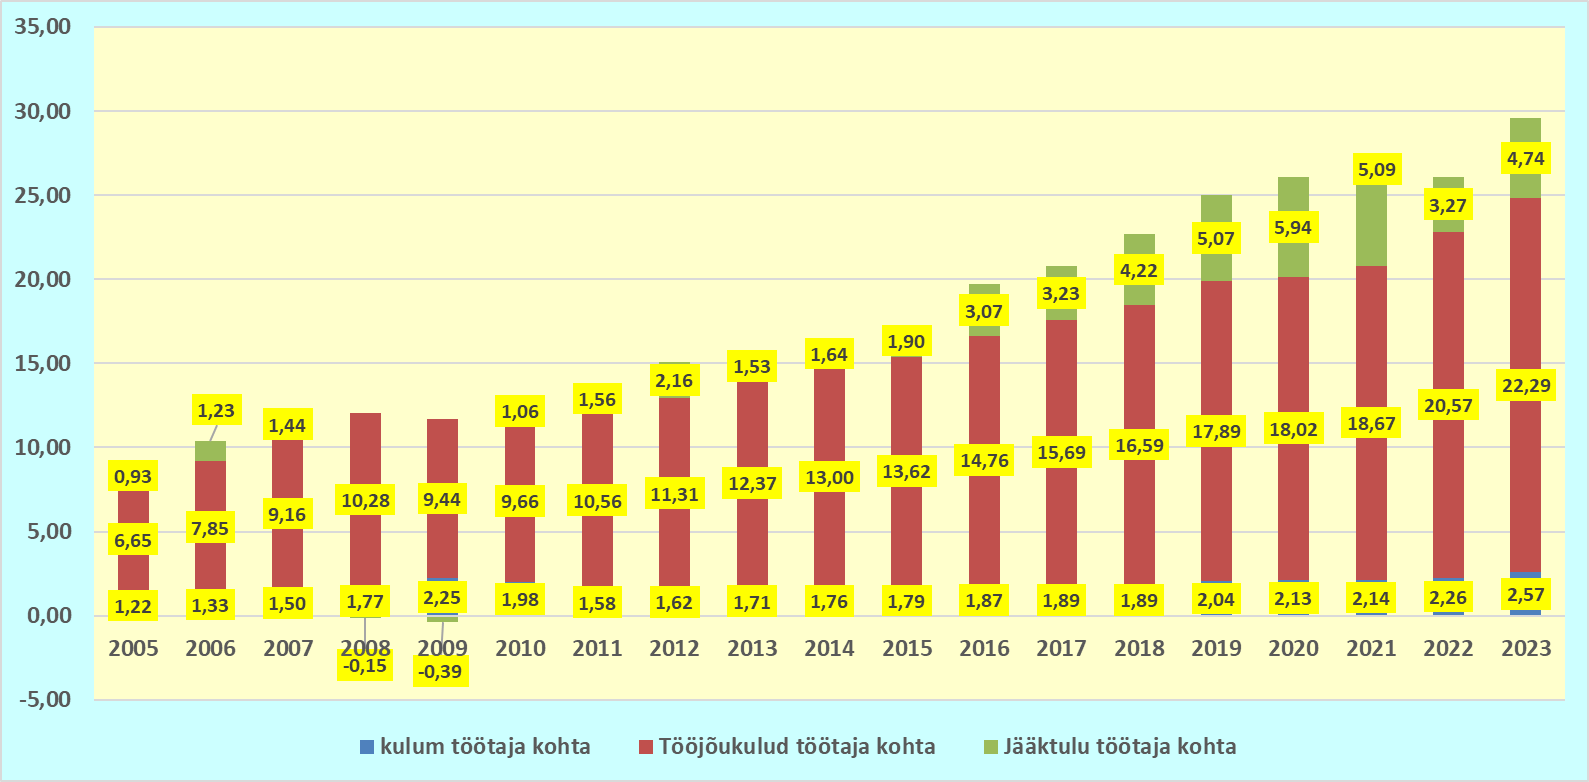 35,00
30,00
25,00
20,00
15,00
10,00
5,00
0,00
-5,00
0,93 1,23 1,44 1,06 1,56 2,16 1,53 1,64 1,90 3,07 3,23 4,22 5,07 5,94 5,09 3,27 4,74
6,65 7,85 9,16 10,28 9,44 9,66 10,56 11,31 12,37 13,00 13,62 14,76 15,69 16,59 17,89 18,02 18,67 20,57 22,29
1,22 1,33 1,50 1,77 2,25 1,98 1,58 1,62 1,71 1,76 1,79 1,87 1,89 1,89 2,04 2,13 2,14 2,26 2,57
2005 2006 2007 2008 2009 2010 2011 2012 2013 2014 2015 2016 2017 2018 2019 2020 2021 2022 2023
-0,15 -0,39
kulum töötaja kohta Tööjõukulud töötaja kohta Jääktulu töötaja kohta